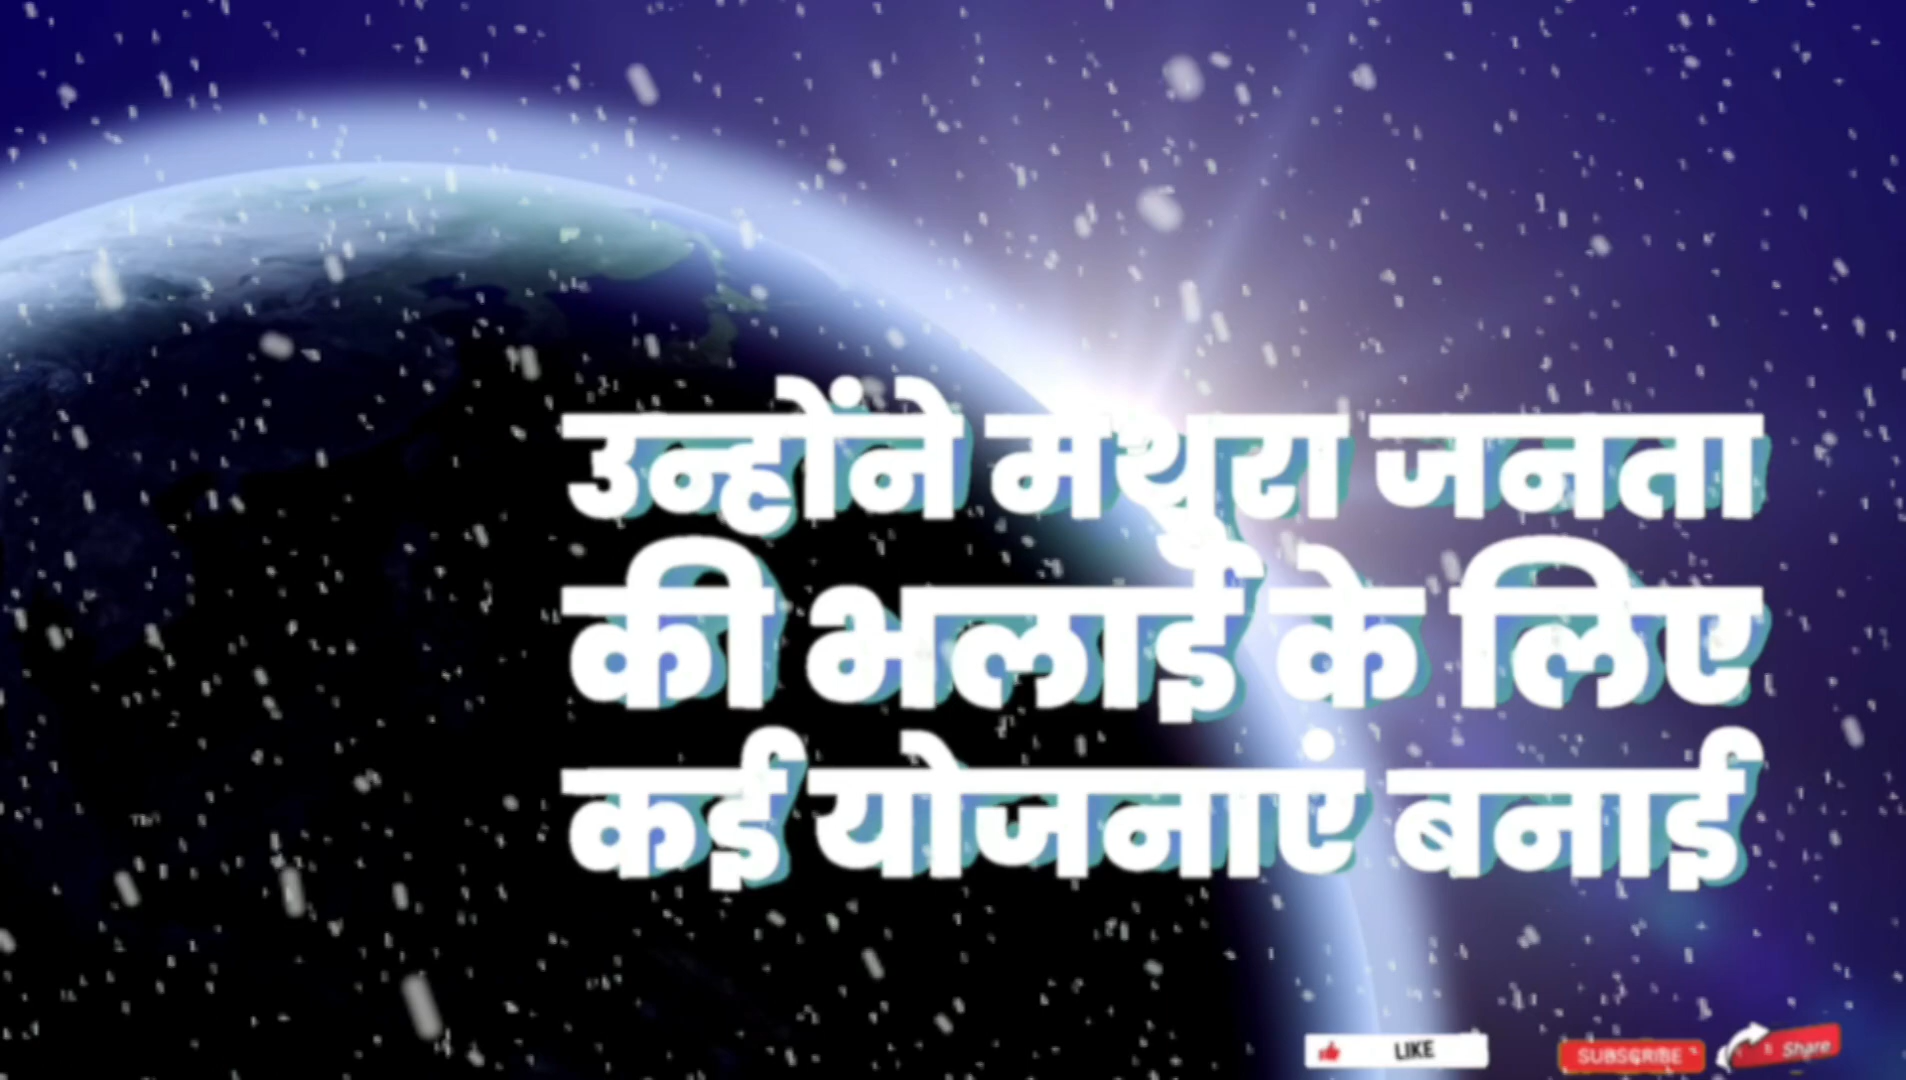 उन्होंने मथुरा जनता
की भलाई के लिए
कई योजनाएं बनाई
LIKE
SUBSCRIBE
Share